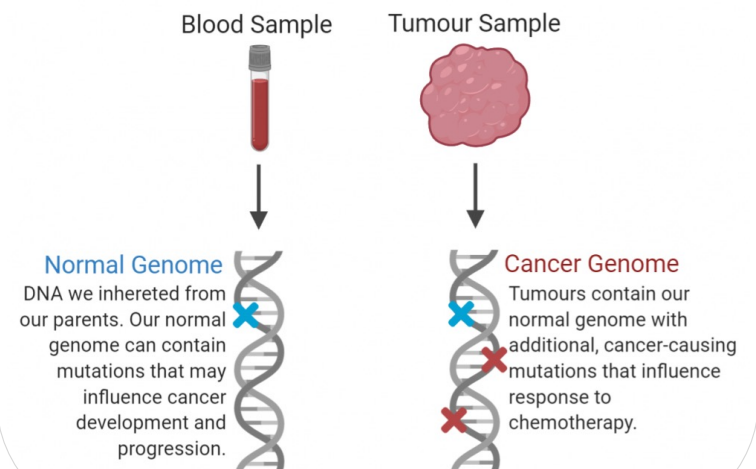 Blood Sample
Tumour Sample
Normal Genome
DNA we inhereted from
our parents. Our normal
genome can contain
mutations that may
influence cancer
development and
progression.
Cancer Genome
Tumours contain our
normal genome with
additional, cancer-causing
mutations that influence
response to
chemotherapy.